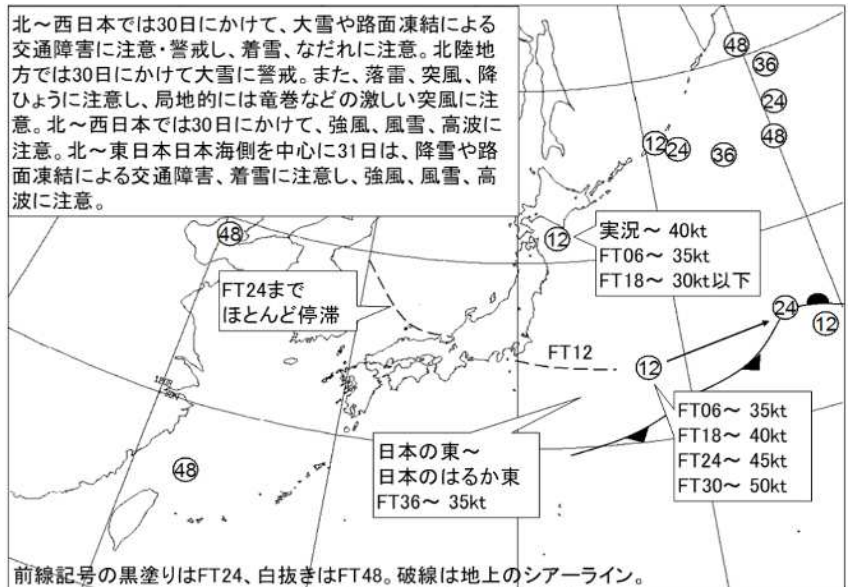 北～西日本では30日にかけて、大雪や路面凍結による
交通障害に注意・警戒し、着雪、なだれに注意。北陸地
方では30日にかけて大雪に警戒。また、落雷、突風、降
ひょうに注意し、局地的には竜巻などの激しい突風に注
意。北～西日本では30日にかけて、強風、風雪、高波に
注意。北～東日本日本海側を中心に31日は、降雪や路
面凍結による交通障害、着雪に注意し、強風、風雪、高
波に注意。
48
36
24
48
12
24
36
48
12
実況～ 40kt
FT06～ 35kt
FT18～ 30kt以下
FT24まで
ほとんど停滞
24
12
FT12
12
FT06～ 35kt
FT18～ 40kt
FT24～ 45kt
FT30～ 50kt
日本の東～
日本のはるか東
FT36～ 35kt
48
前線記号の黒塗りはFT24、白抜きはFT48。破線は地上のシアーライン。